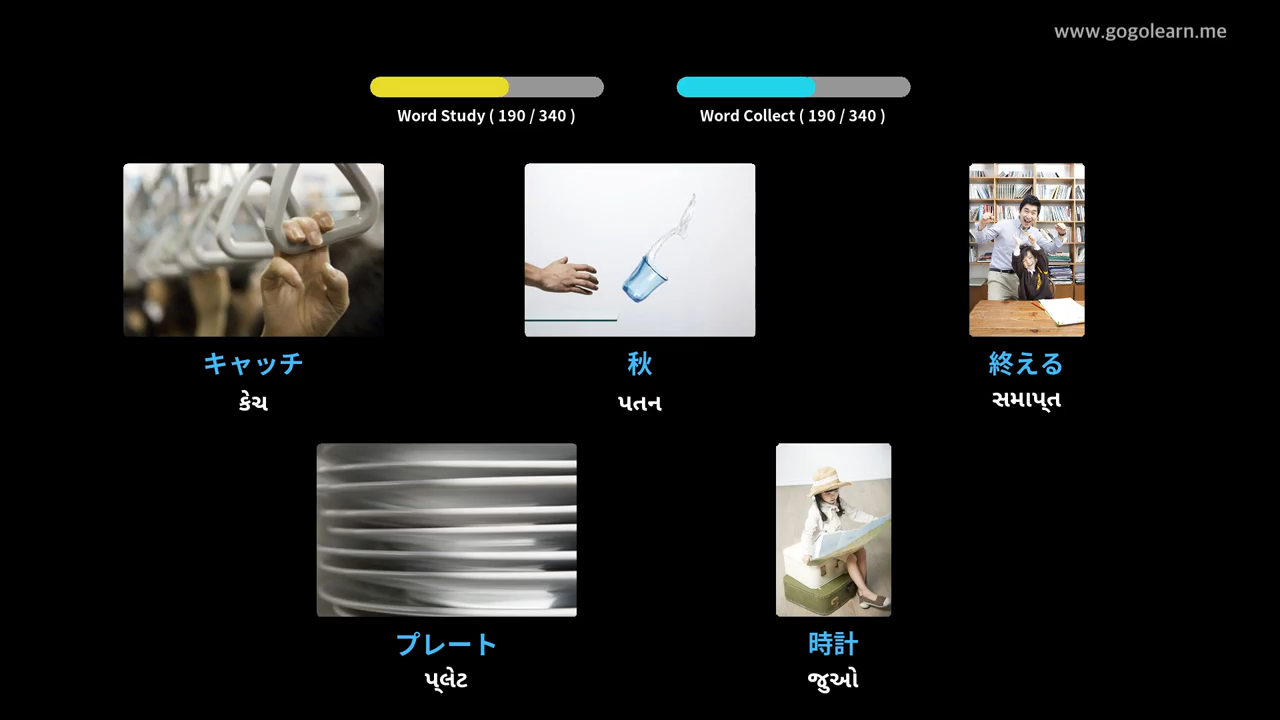 www.gogolearn.me
Word Study ( 190 / 340 )
Word Collect ( 190 / 340 )
キャッチ
કેચ
秋
પતન
終える
સમાપ્ત
プレート
પ્લેટ
時計
જુઓ